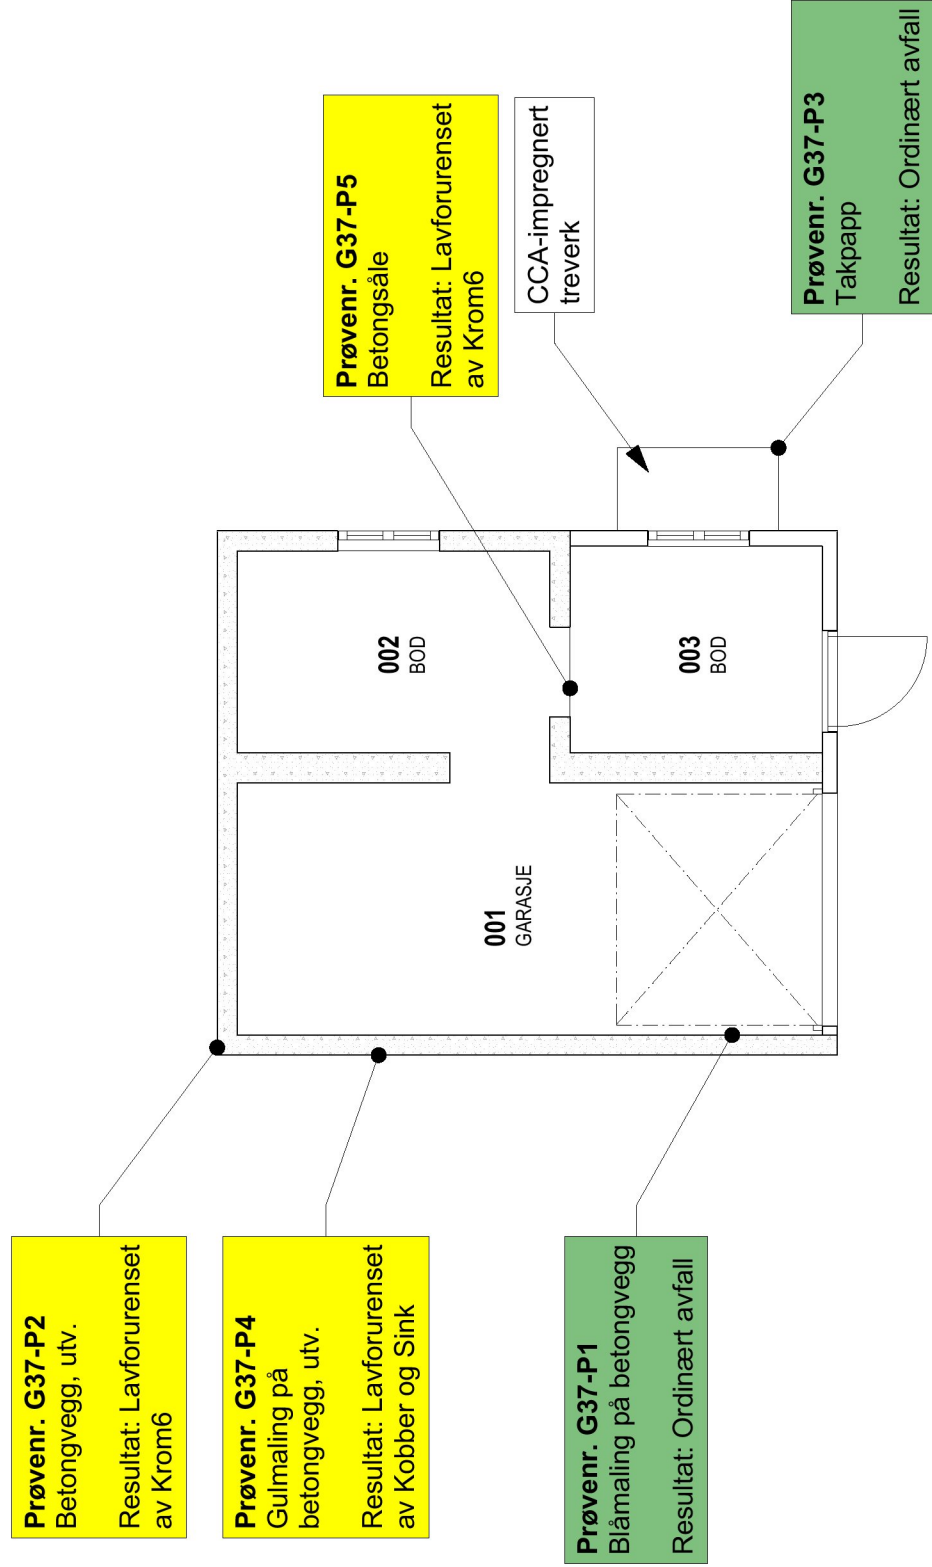 Prøvenr. G37-P2
Betongvegg, utv.
Resultat: Lavforurenset
av Krom6
Prøvenr. G37-P4
Gulmaling på
betongvegg, utv.
Resultat: Lavforurenset
av Kobber og Sink
Prøvenr. G37-P1
Blåmaling på betongvegg
Resultat: Ordinært avfall
001
GARASJE
002
BOD
003
BOD
Prøvenr. G37-P5
Betongsåle
Resultat: Lavforurenset
av Krom6
CCA-impregnert
treverk
Prøvenr. G37-P3
Takpapp
Resultat: Ordinært avfall